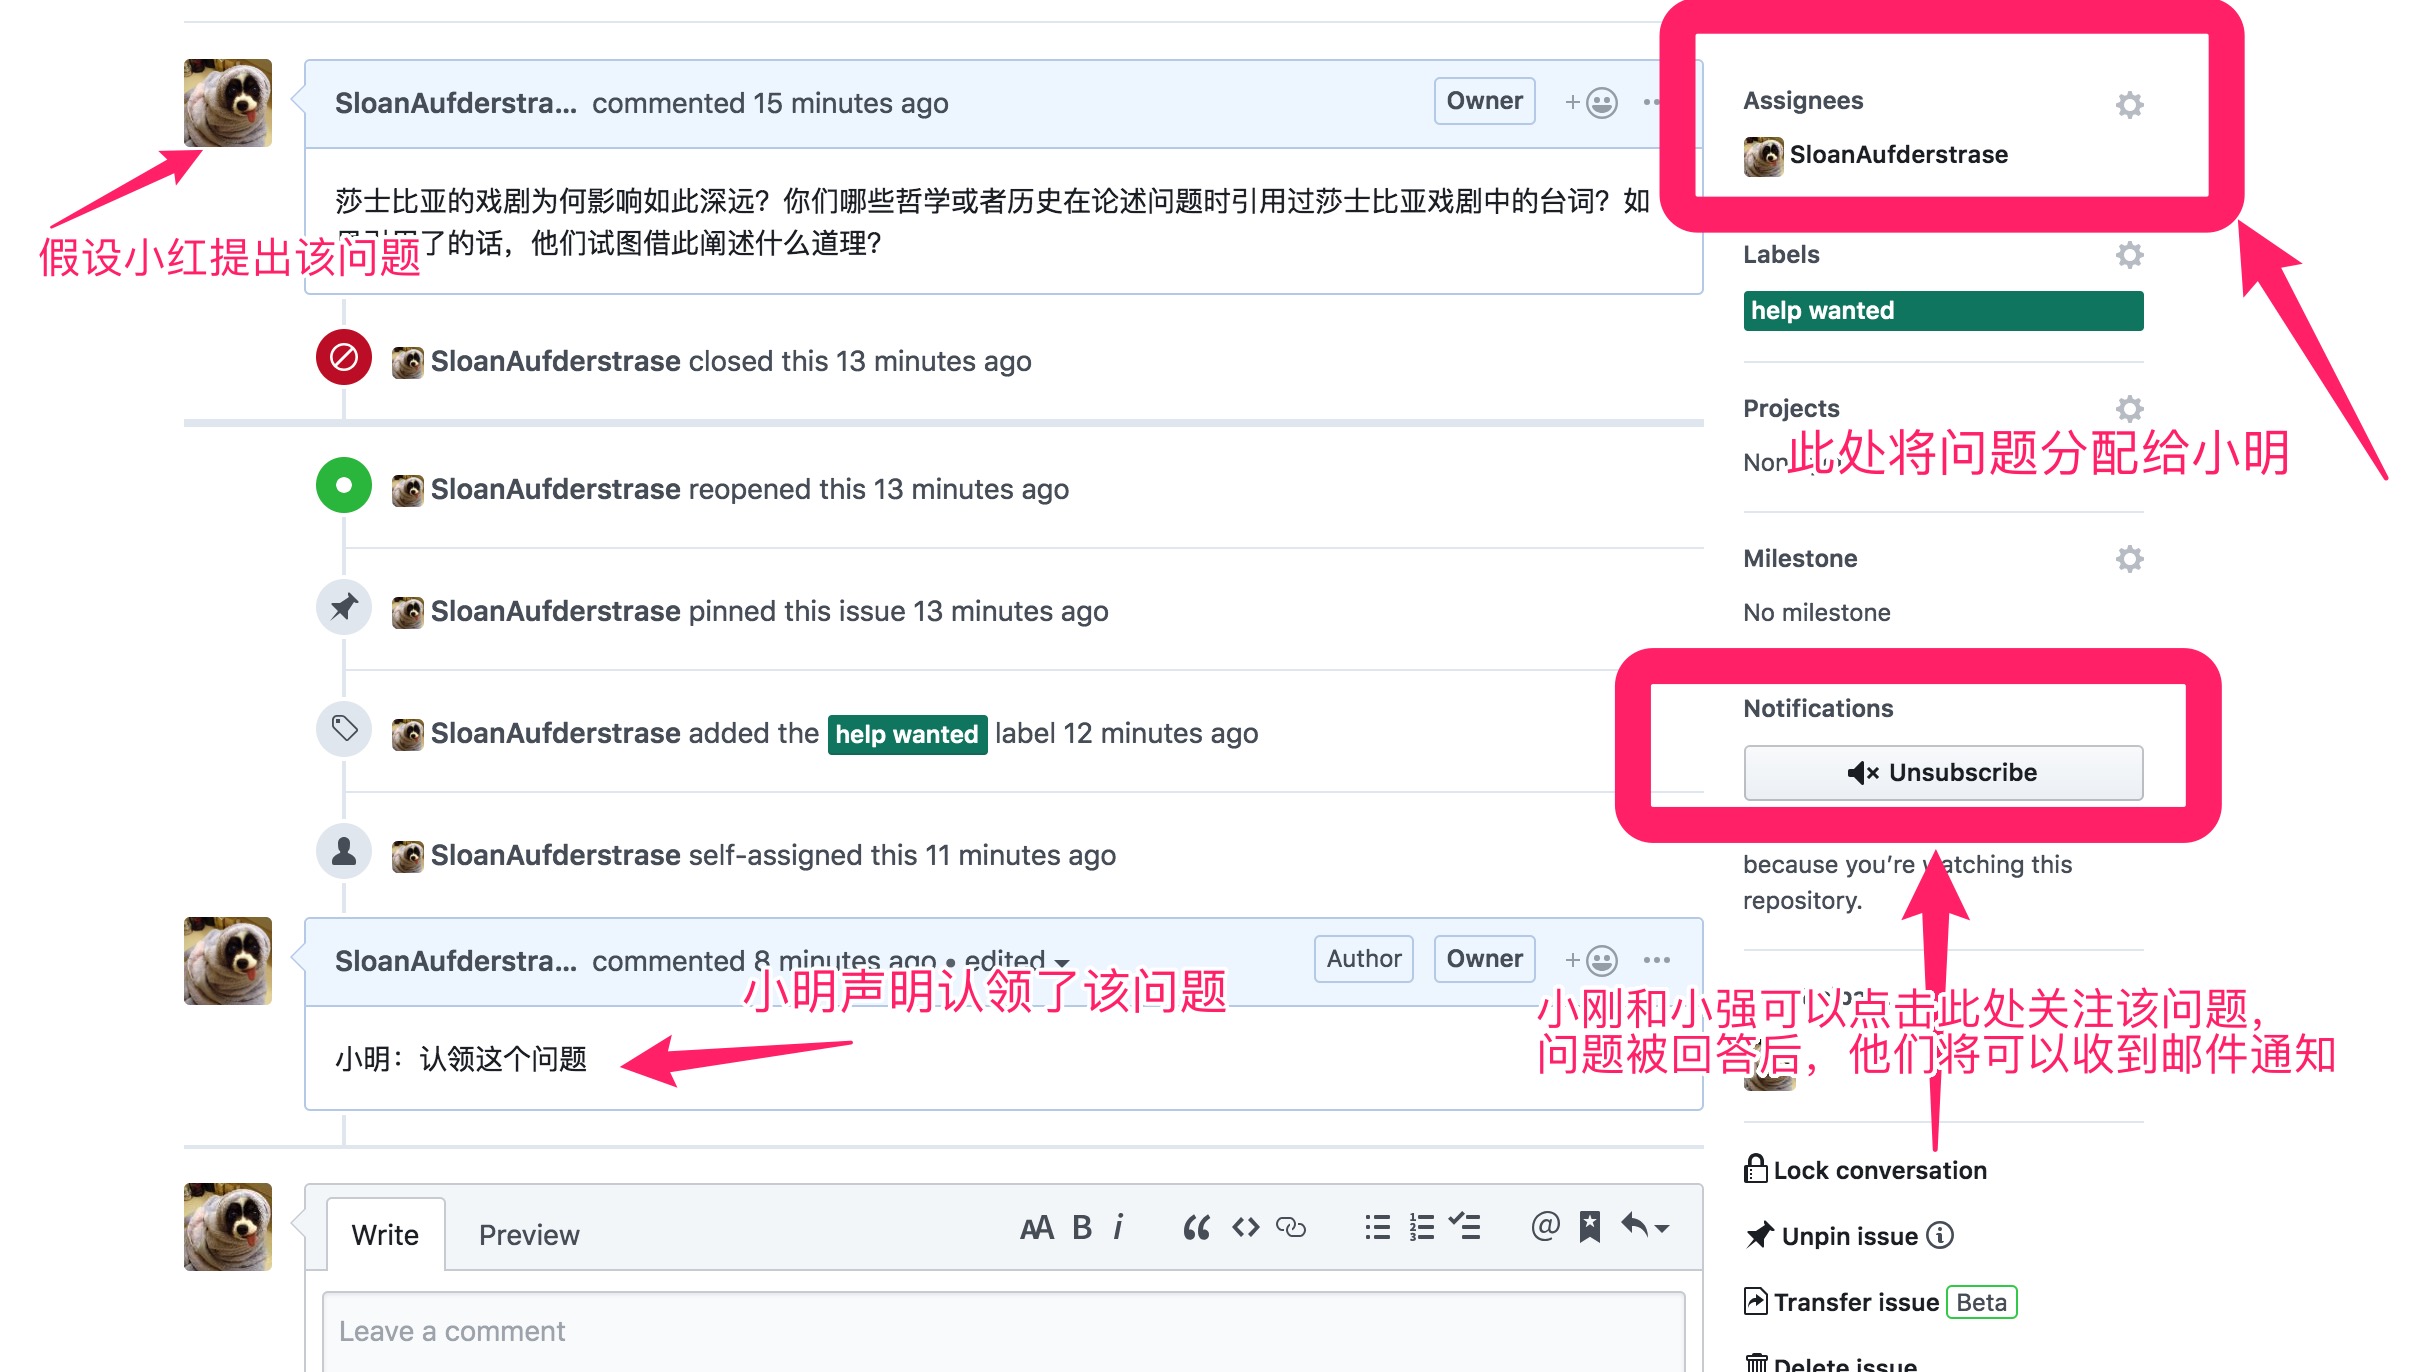 SloanAufderstra... commented 15 minutes ago
Owner
莎士比亚的戏剧为何影响如此深远？你们哪些哲学或者历史在论述问题时引用过莎士比亚戏剧中的台词？如
了的话，他们试图借此阐述什么道理？
假设小红提出该问题
SloanAufderstrase closed this 13 minutes ago
SloanAufderstrase reopened this 13 minutes ago
SloanAufderstrase pinned this issue 13 minutes ago
SloanAufderstrase added the help wanted label 12 minutes ago
SloanAufderstrase self-assigned this 11 minutes ago
SloanAufderstra... commented 8 minutes ago • edited
Author
Owner
小明声明认领了该问题
小明：认领这个问题
Write
Preview
Leave a comment
Assignees
SloanAufderstrase
Labels
help wanted
Projects
此处将问题分配给小明
Milestone
No milestone
Notifications
Unsubscribe
because you’re watching this
repository.
小刚和小强可以点击此处关注该问题，
问题被回答后，他们将可以收到邮件通知
Lock conversation
Unpin issue
Transfer issue Beta
Delete issue